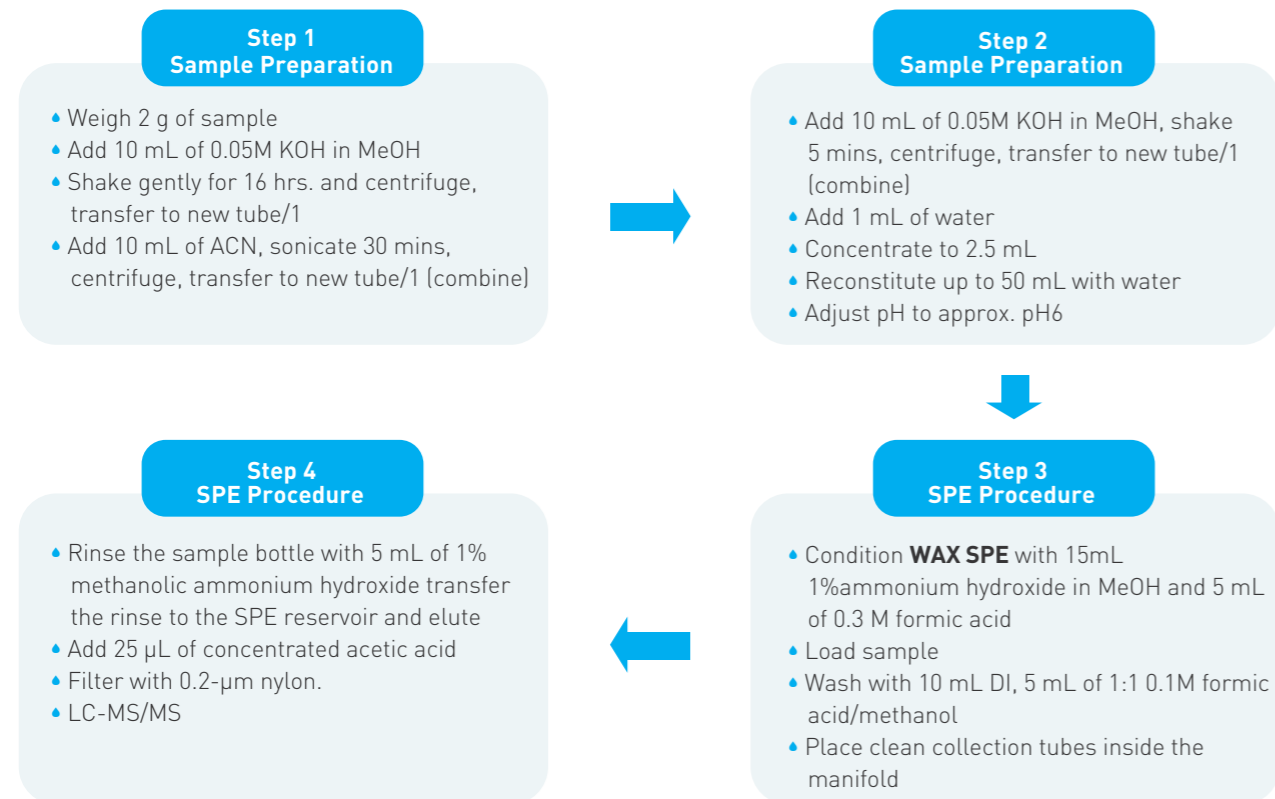 Step 1
Sample Preparation
Weigh 2 g of sample
Add 10 mL of 0.05M KOH in MeOH
Shake gently for 16 hrs. and centrifuge,
transfer to new tube/1
Add 10 mL of ACN, sonicate 30 mins,
centrifuge, transfer to new tube/1 (combine)
Step 2
Sample Preparation
Add 10 mL of 0.05M KOH in MeOH, shake
5 mins, centrifuge, transfer to new tube/1
(combine)
Add 1 mL of water
Concentrate to 2.5 mL
Reconstitute up to 50 mL with water
Adjust pH to approx. pH6
Step 3
SPE Procedure
Condition WAX SPE with 15mL
1%ammonium hydroxide in MeOH and 5 mL
of 0.3 M formic acid
Load sample
Wash with 10 mL DI, 5 mL of 1:1 0.1M formic
acid/methanol
Place clean collection tubes inside the
manifold
Step 4
SPE Procedure
Rinse the sample bottle with 5 mL of 1%
methanolic ammonium hydroxide transfer
the rinse to the SPE reservoir and elute
Add 25 µL of concentrated acetic acid
Filter with 0.2-µm nylon.
LC-MS/MS